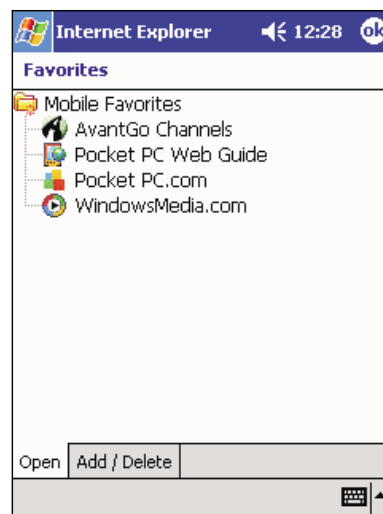 Internet Explorer 12:28 ok
Favorites
Mobile Favorites
AvantGo Channels
Pocket PC Web Guide
Pocket PC.com
WindowsMedia.com
Open Add / Delete